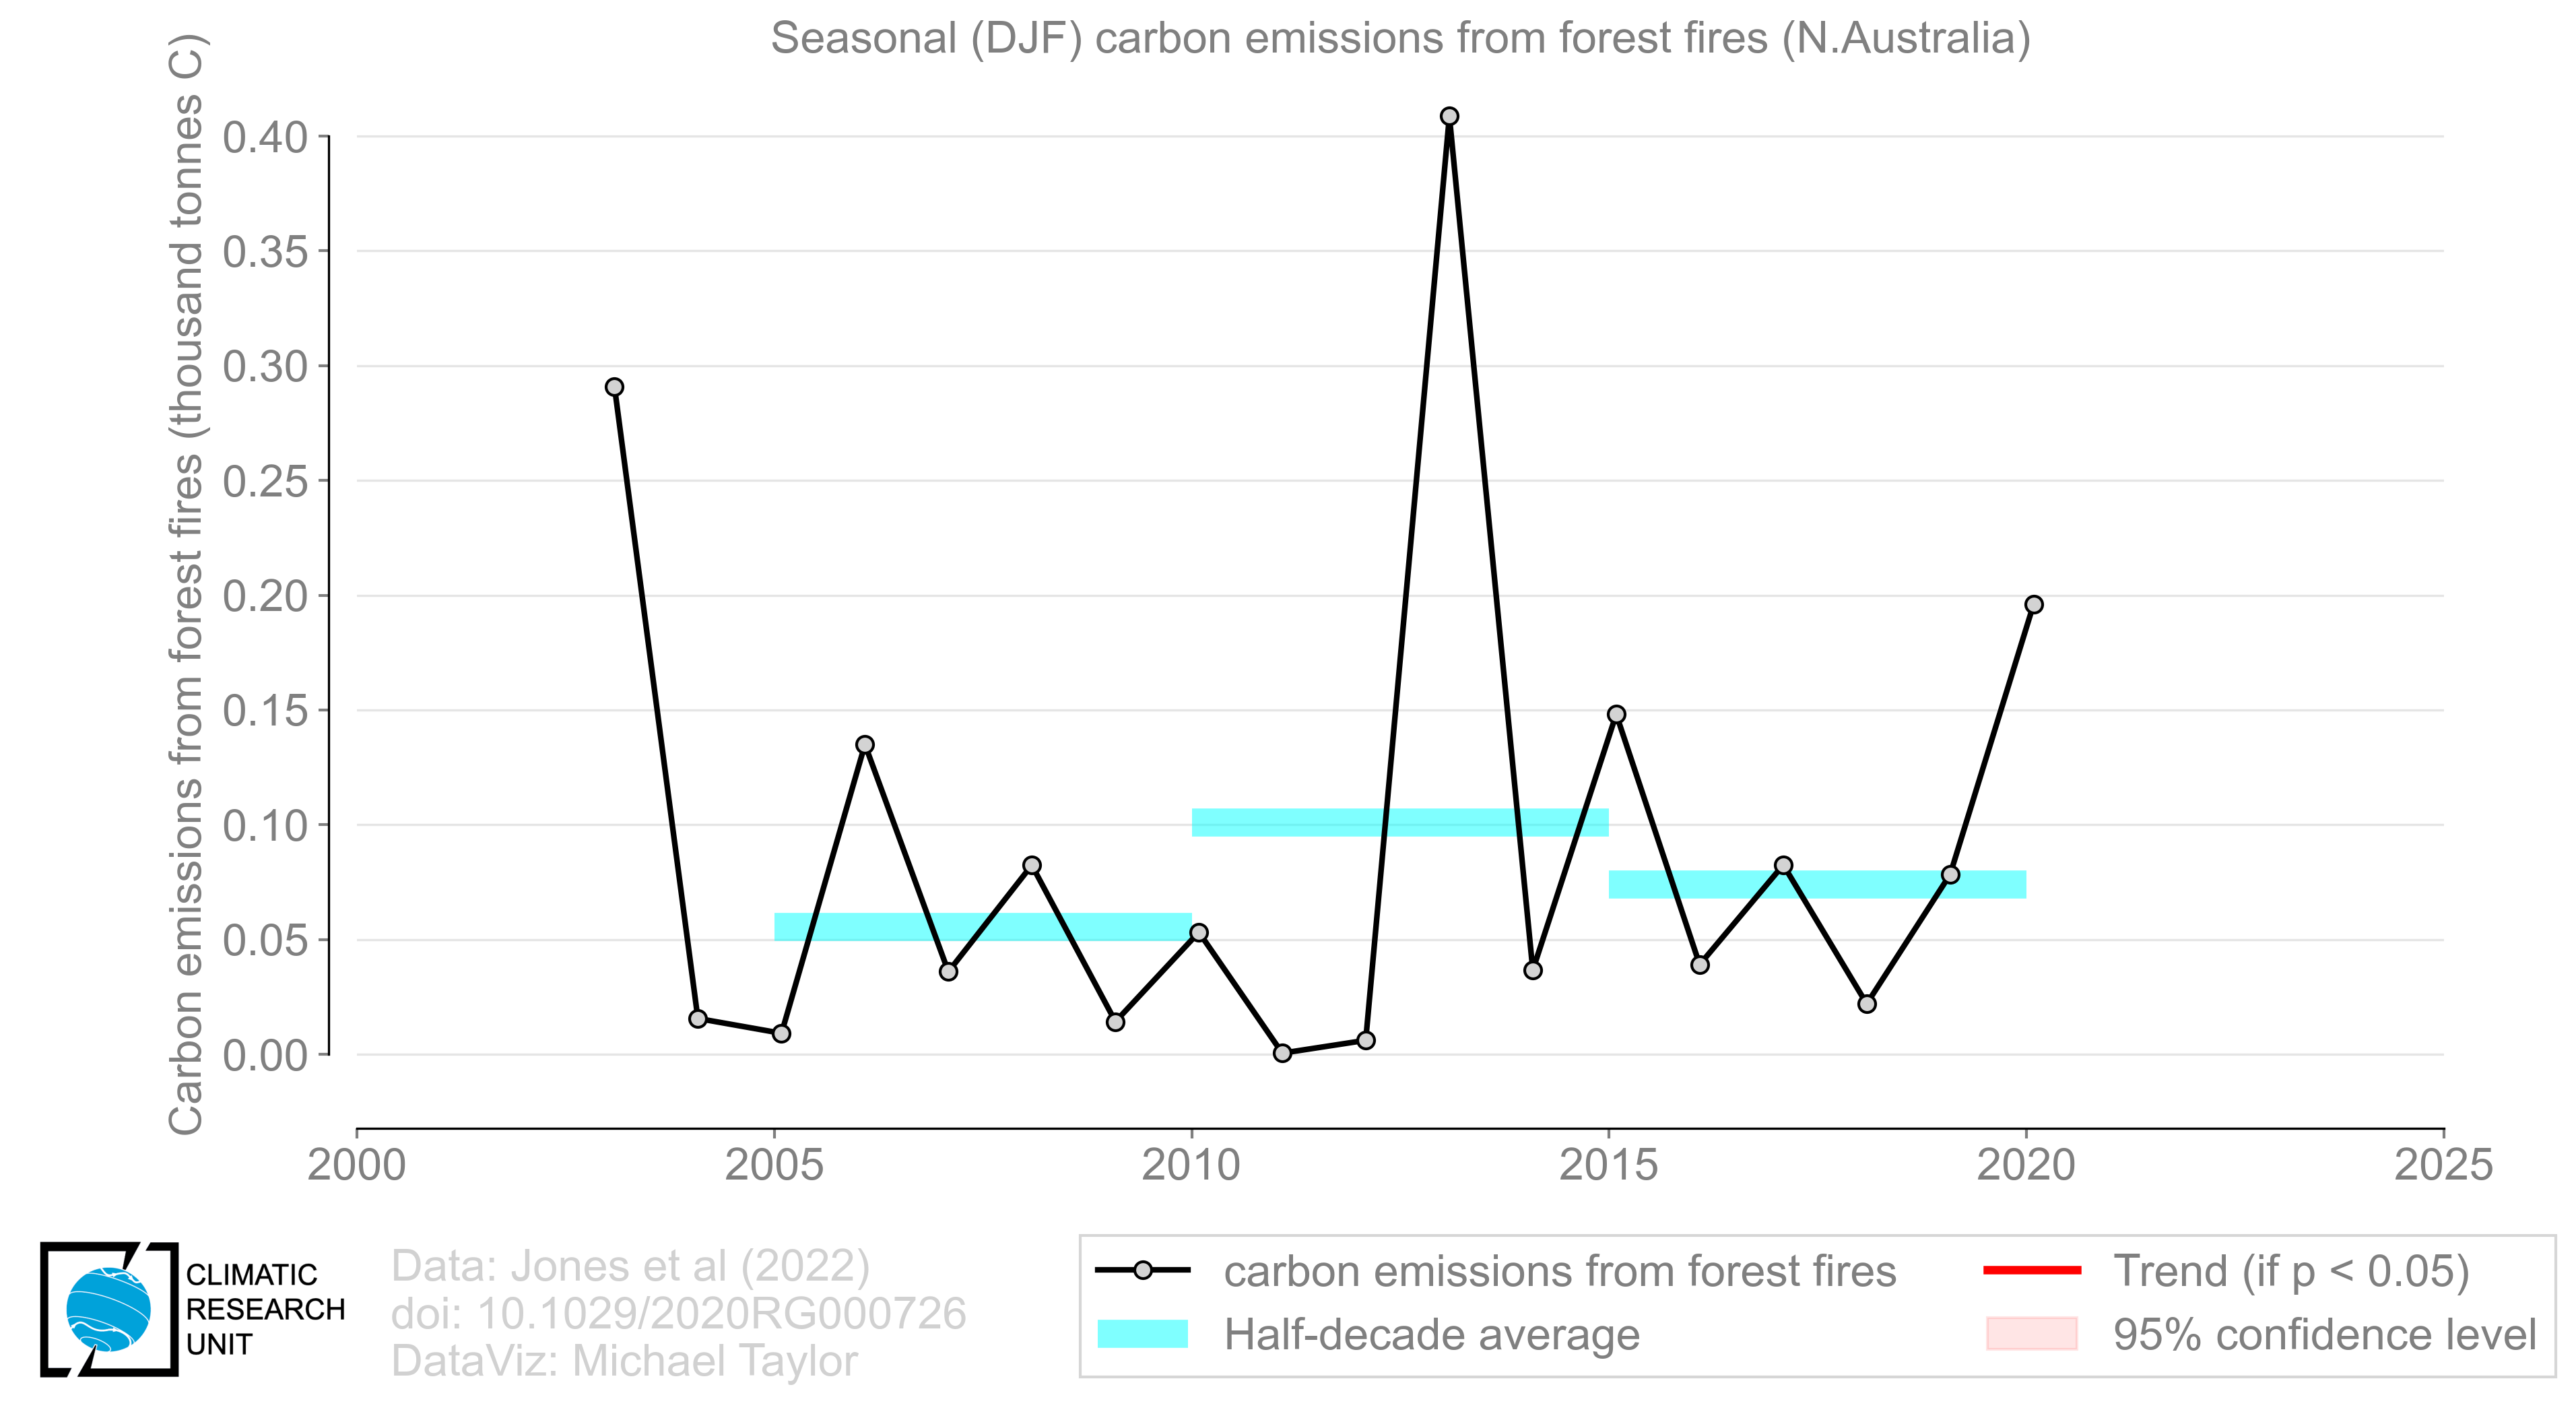 Seasonal (DJF) carbon emissions from forest fires (N.Australia)
Carbon emissions from forest fires (thousand tonnes C)
0.40
0.35
0.30
0.25
0.20
0.15
0.10
0.05
0.00
2000 2005 2010 2015 2020 2025
CLIMATIC
RESEARCH
UNIT
Data: Jones et al (2022)
doi: 10.1029/2020RG000726
DataViz: Michael Taylor
carbon emissions from forest fires
Half-decade average
Trend (if p < 0.05)
95% confidence level